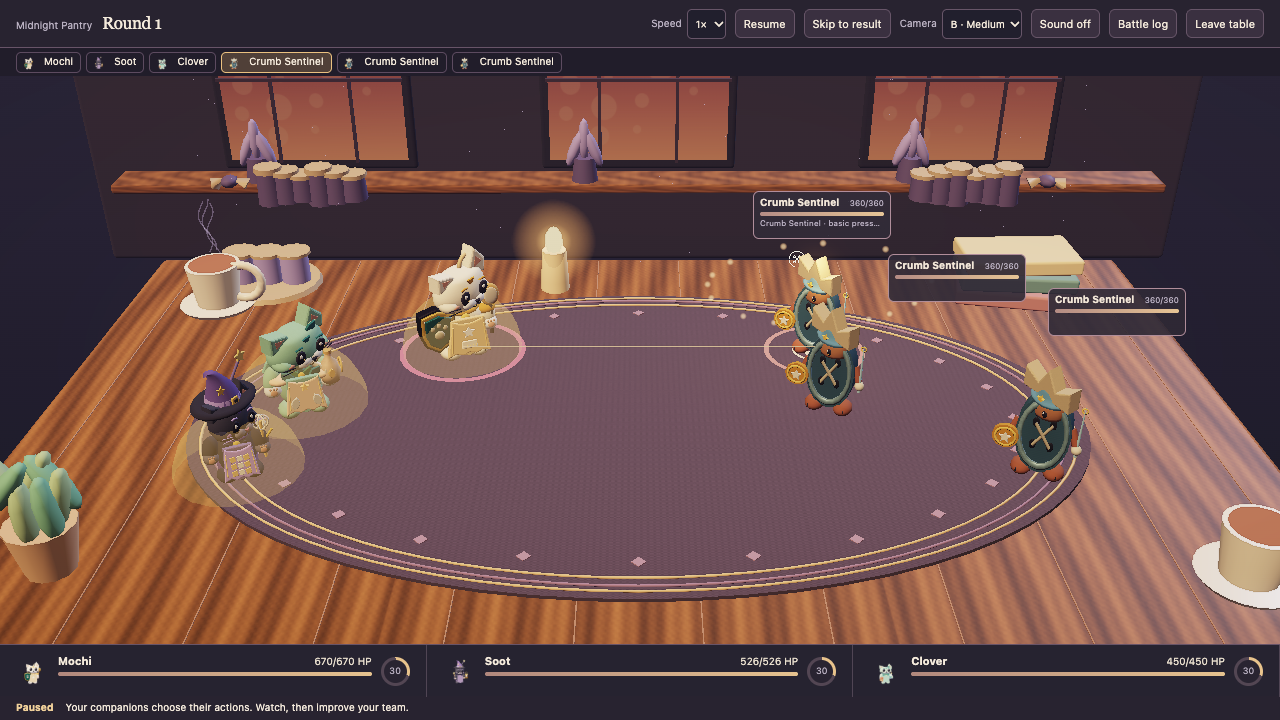 Midnight Pantry Round 1
Speed 1x Resume Skip to result Camera B · Medium Sound off Battle log Leave table
Mochi Soot Clover Crumb Sentinel Crumb Sentinel Crumb Sentinel
Crumb Sentinel 360/360
Crumb Sentinel · basic press...
Crumb Sentinel 360/360
Crumb Sentinel 360/360
Mochi 670/670 HP 30
Soot 526/526 HP 30
Clover 450/450 HP 30
Paused Your companions choose their actions. Watch, then improve your team.